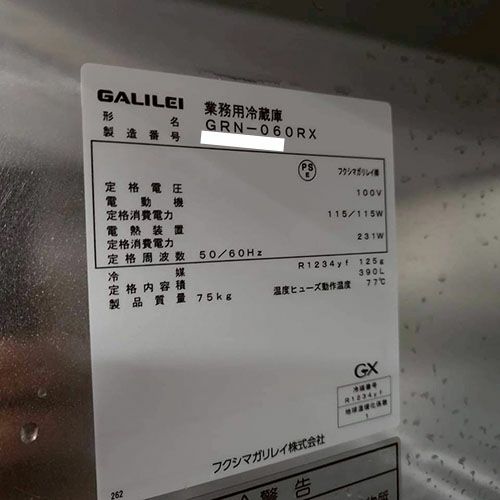 GALILEI 業務用冷蔵庫
形名 GRN-060RX
製造番号
PS E
フクシマガリレイ㈱
定格電圧 100V
電動機
定格消費電力 115/115W
電熱装置
定格消費電力 231W
定格周波数 50/60Hz
冷媒 R1234yf 125g
定格内容積 390L
製品質量 75kg 温度ヒューズ動作温度 77℃
GX
冷媒番号
R1234yf
地球温暖化係数
1
フクシマガリレイ株式会社
262
警告